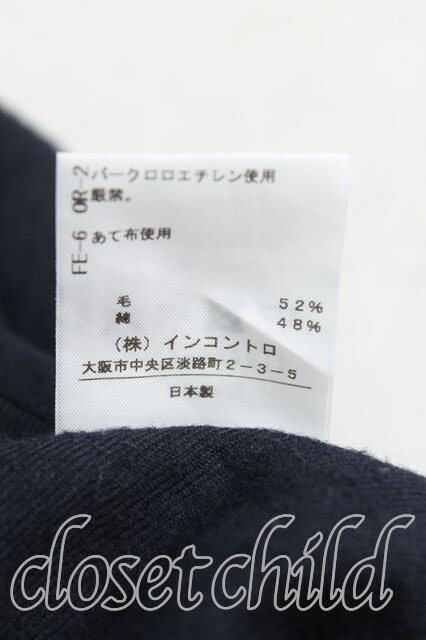 パークロロエチレン使用
厳禁。
あて布使用
FE-6 OR-2
毛 52%
綿 48%
(株)インコントロ
大阪市中央区淡路町2-3-5
日本製
closet child